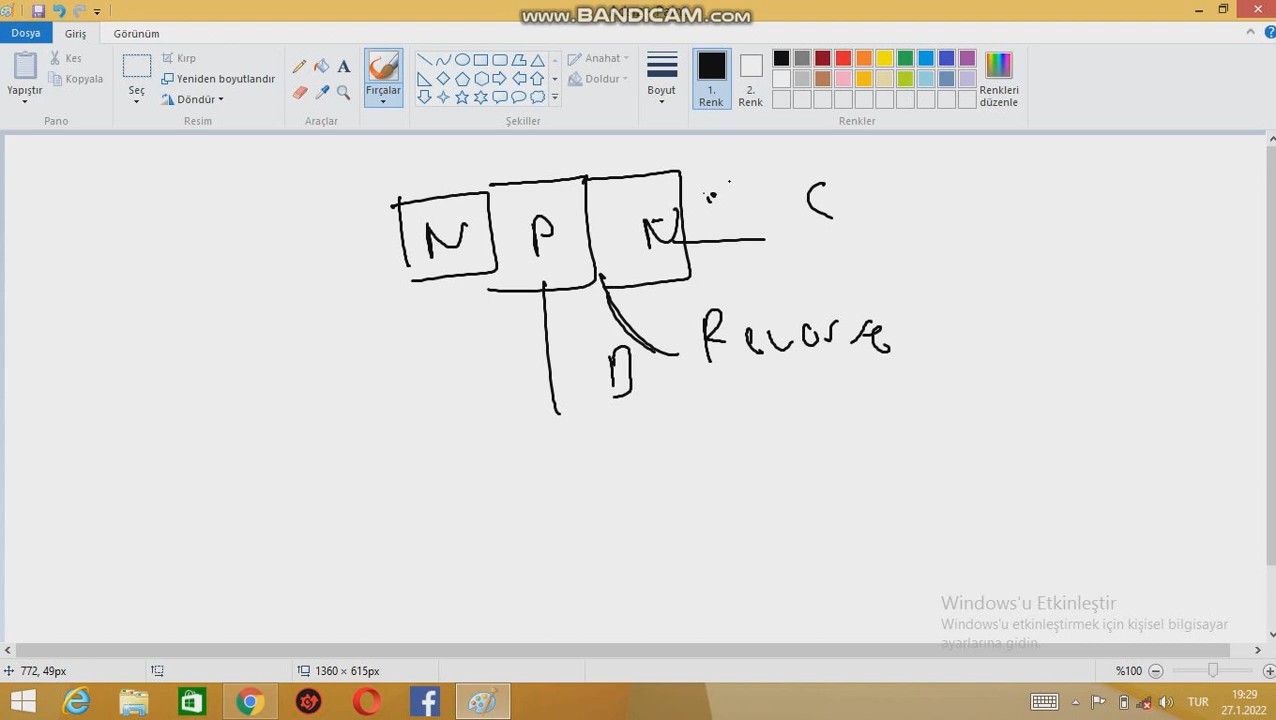 www.BANDICAM.com
Dosya Giriş Görünüm
Yapıştır
Kes
Kopyala
Pano
Seç
Kırp
Yeniden boyutlandır
Döndür
Resim
A
Araçlar
Fırçalar
Şekiller
Anahat
Doldur
Boyut
1. Renk
2. Renk
Renkleri düzenle
Renkler
N P N C
Reverse
B
Windows'u Etkinleştir
Windows'u etkinleştirmek için kişisel bilgisayar
ayarlarına gidin.
772, 49px
1360 × 615px
%100
TUR
19:29
27.1.2022